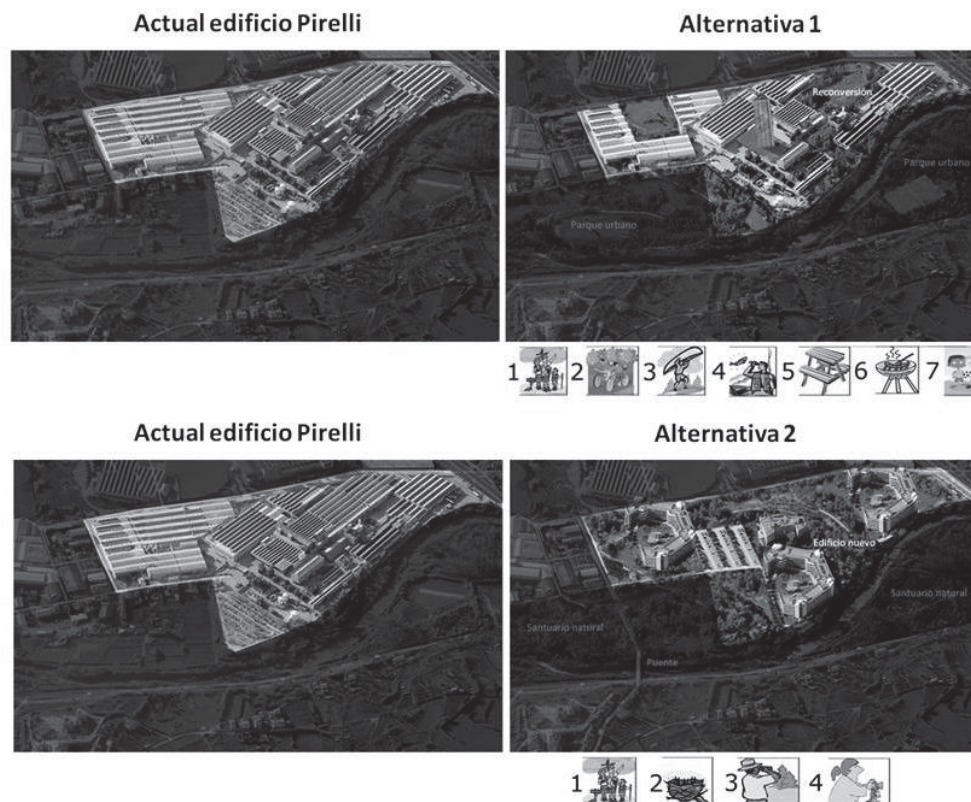 Actual edificio Pirelli
Alternativa 1
Reconversión
Parque urbano
Parque urbano
1 2 3 4 5 6 7
Actual edificio Pirelli
Alternativa 2
Edificio nuevo
Santuario natural
Santuario natural
Puente
1 2 3 4